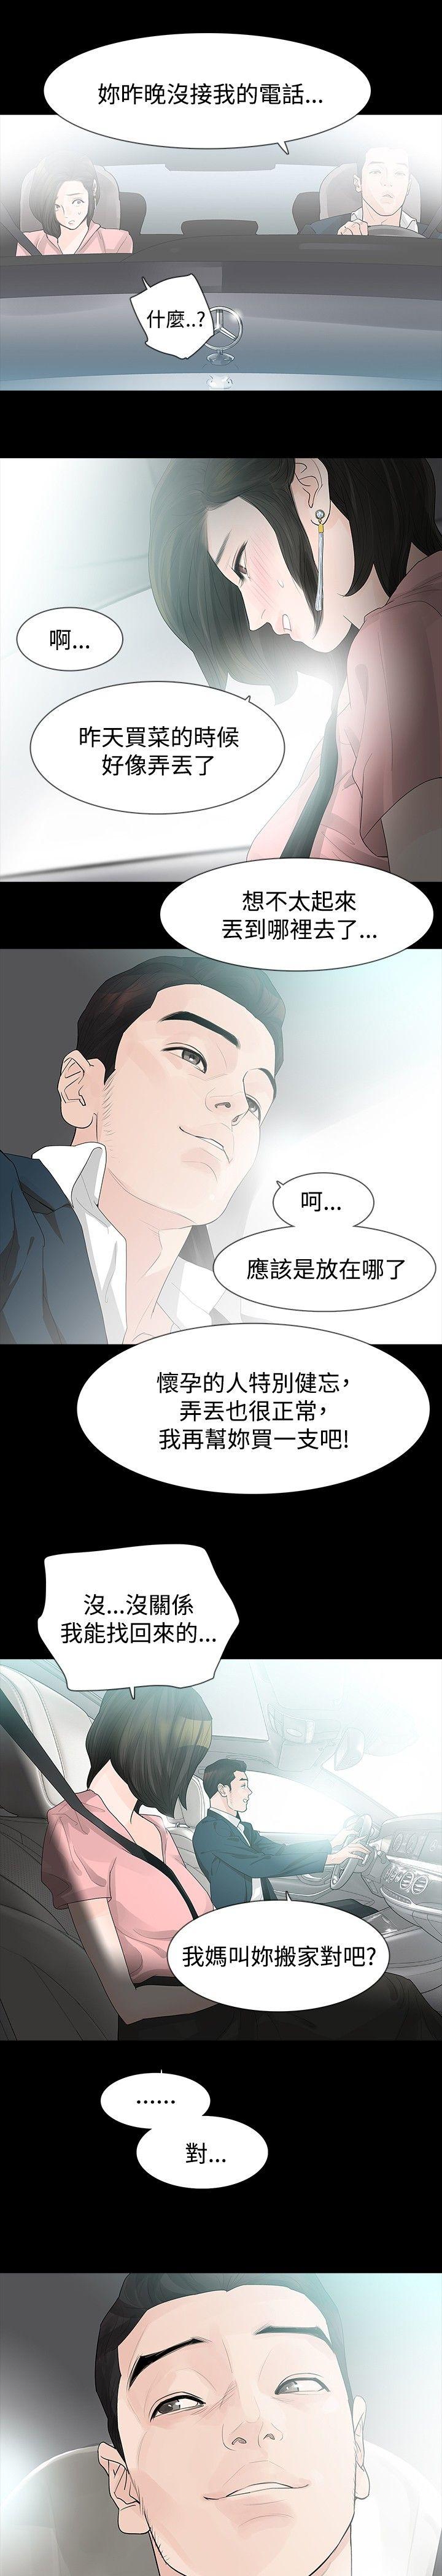 妳昨晚沒接我的電話...
什麼..?
啊...
昨天買菜的時候
好像弄丟了
想不太起來
丟到哪裡去了...
呵...
應該是放在哪了
懷孕的人特別健忘，
弄丟也很正常，
我再幫妳買一支吧!
沒...沒關係
我能找回來的...
我媽叫妳搬家對吧?
......
對...